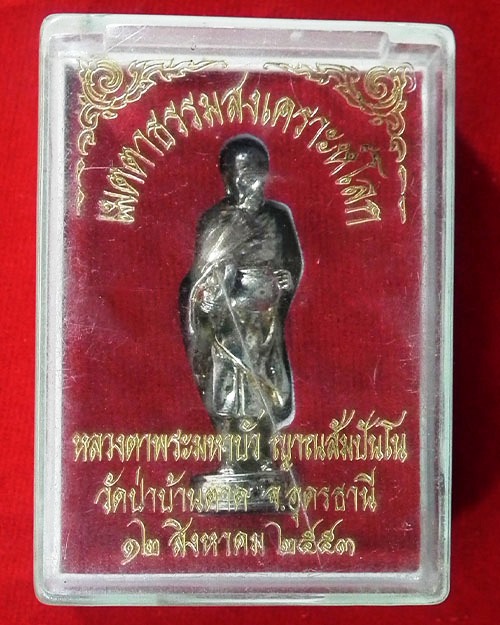 เมตตาธรรมสงเคราะห์โลก
หลวงตาพระมหาบัว ญาณสัมปันโน
วัดป่าบ้านตาด จ.อุดรธานี
๑๒ สิงหาคม ๒๕๕๓